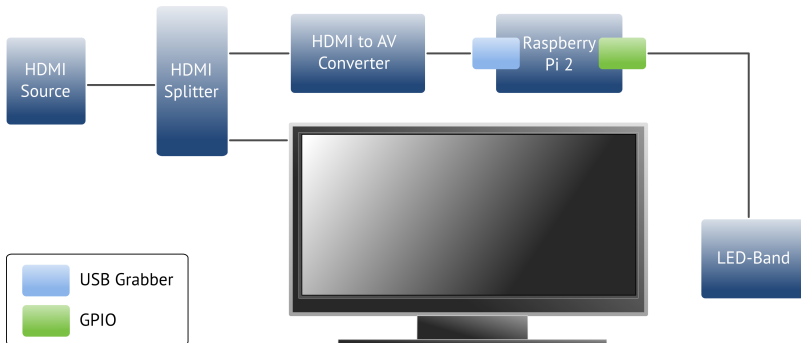 HDMI
Source
HDMI
Splitter
HDMI to AV
Converter
Raspberry
Pi 2
LED-Band
USB Grabber
GPIO